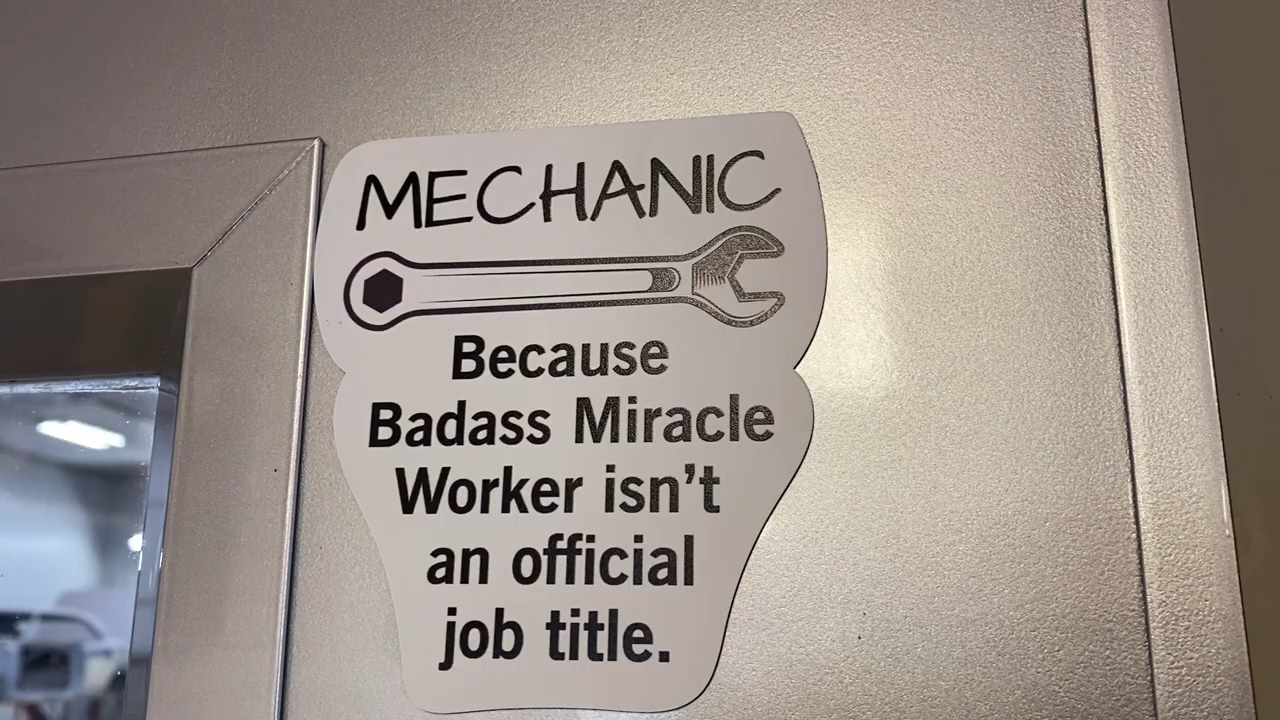 MECHANIC
Because
Badass Miracle
Worker isn't
an official
job title.